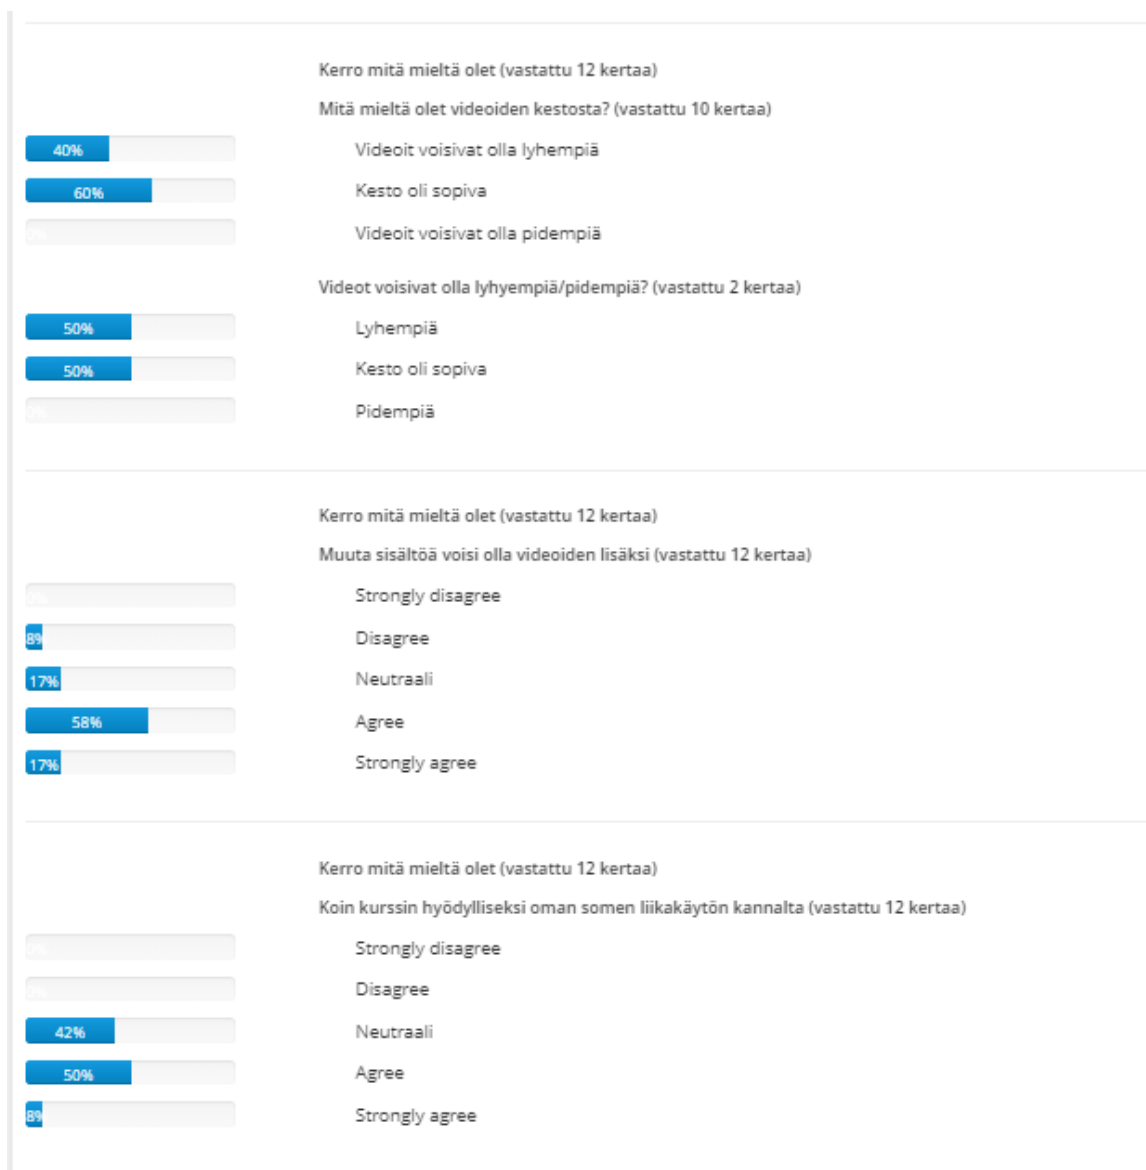 Kerro mitä mieltä olet (vastattu 12 kertaa)
Mitä mieltä olet videoiden kestosta? (vastattu 10 kertaa)
40% Videoit voisivat olla lyhempiä
60% Kesto oli sopiva
0% Videoit voisivat olla pidempiä
Videot voisivat olla lyhyempiä/pidempiä? (vastattu 2 kertaa)
50% Lyhempiä
50% Kesto oli sopiva
0% Pidempiä
Kerro mitä mieltä olet (vastattu 12 kertaa)
Muuta sisältöä voisi olla videoiden lisäksi (vastattu 12 kertaa)
0% Strongly disagree
8% Disagree
17% Neutraali
58% Agree
17% Strongly agree
Kerro mitä mieltä olet (vastattu 12 kertaa)
Koin kurssin hyödylliseksi oman somen liikakäytön kannalta (vastattu 12 kertaa)
0% Strongly disagree
0% Disagree
42% Neutraali
50% Agree
8% Strongly agree